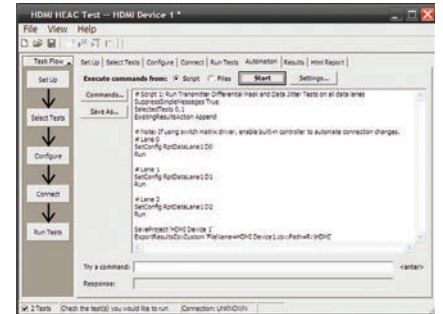 HDMI HEAC Test -- HDMI Device 1 *
File View Help
Task Flow
Set Up Select Tests Configure Connect Run Tests Automation Results Html Report
Set Up
Select Tests
Configure
Connect
Run Tests
Execute commands from: Script Files Start Settings...
Commands...
Save As...
# Script 1: Run Transmitter Differential Mask and Data Jitter Tests on all data lanes
SuppressSimpleMessages True
SelectedTests 0,1
ExistingResultsAction Append
# Note: If using switch matrix driver, enable built-in controller to automate connection changes.
# Lane 0
SetConfig RptDataLane1 D0
Run
# Lane 1
SetConfig RptDataLane1 D1
Run
# Lane 2
SetConfig RptDataLane1 D2
Run
SaveProject 'HDMI Device 1'
Try a command: <enter>
Response:
2 Tests Check the test(s) you would like to run Connection: UNKNOWN